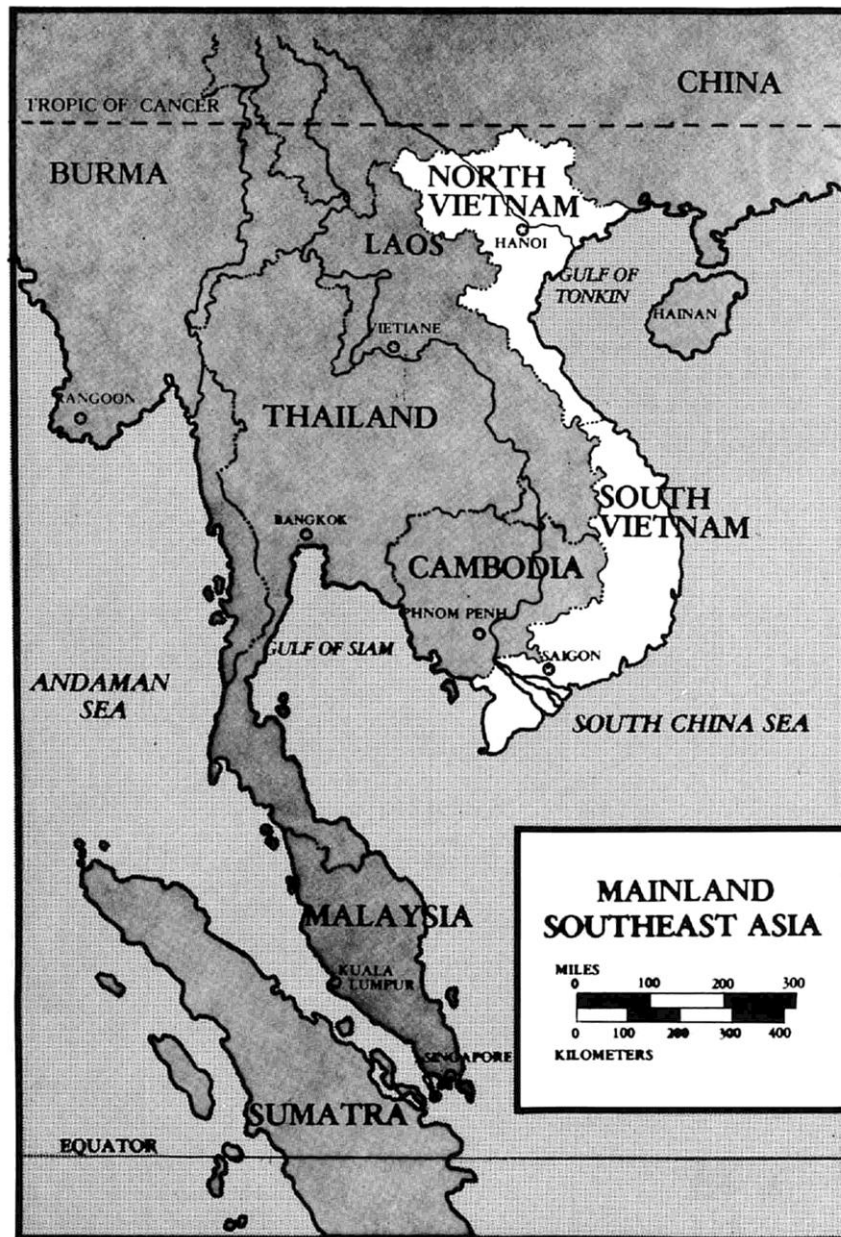 CHINA
TROPIC OF CANCER
BURMA
NORTH
VIETNAM
HANOI
LAOS
GULF OF
TONKIN
HAINAN
VIETIANE
RANGOON
THAILAND
SOUTH
VIETNAM
BANGKOK
CAMBODIA
PHNOM PENH
GULF OF SIAM
SAIGON
ANDAMAN
SEA
SOUTH CHINA SEA
MALAYSIA
KUALA
LUMPUR
SINGAPORE
SUMATRA
EQUATOR
MAINLAND
SOUTHEAST ASIA
MILES
0 100 200 300
0 100 200 300 400
KILOMETERS